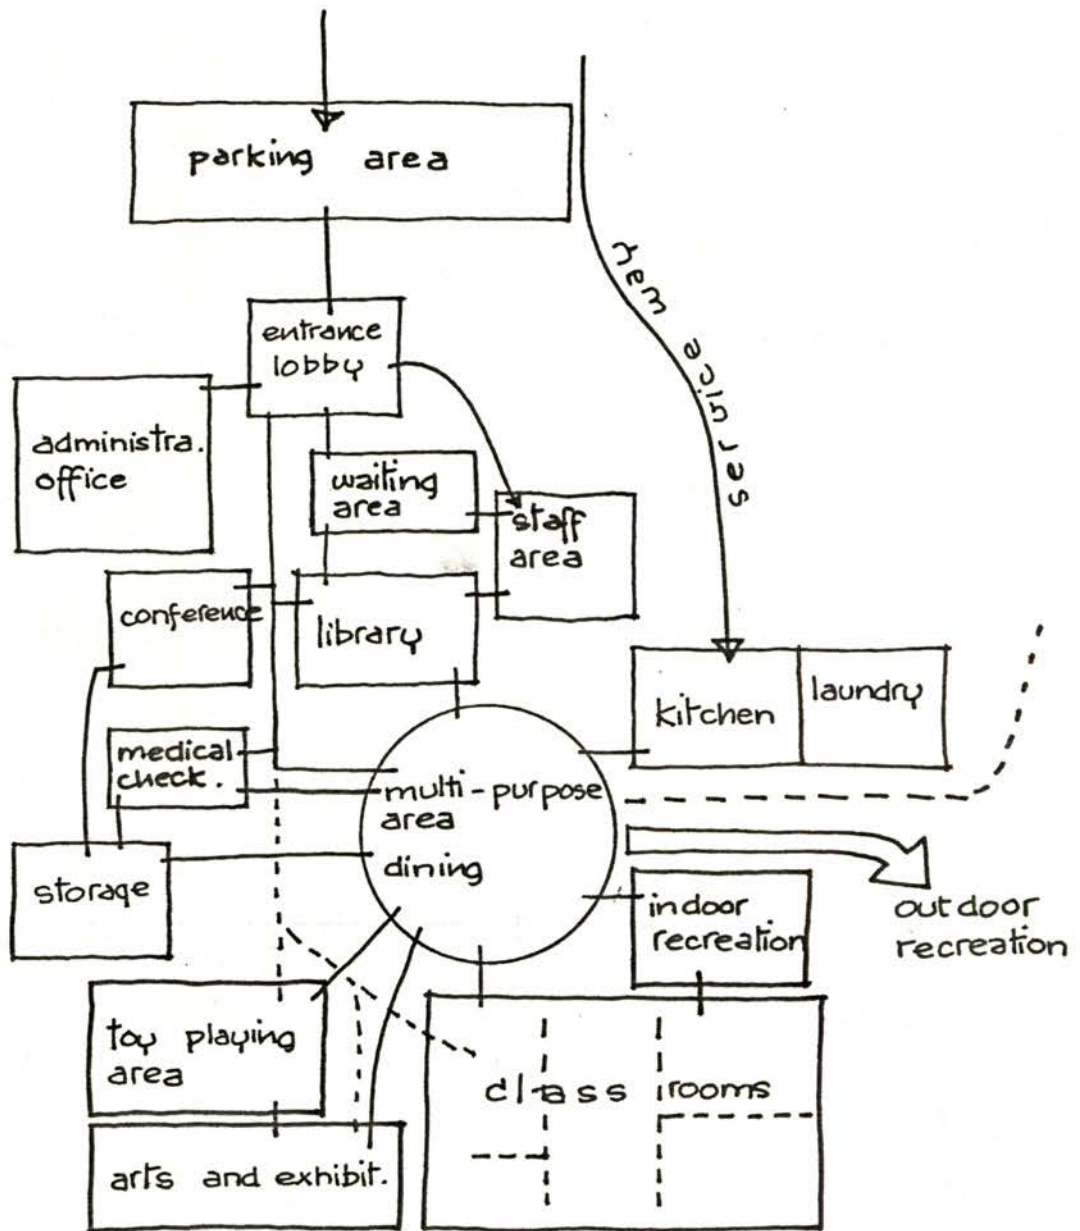 parking area
service way
entrance
lobby
administra.
office
waiting
area
staff
area
conference
library
kitchen
laundry
medical
check.
multi-purpose
area
dining
storage
indoor
recreation
outdoor
recreation
toy playing
area
class rooms
arts and exhibit.